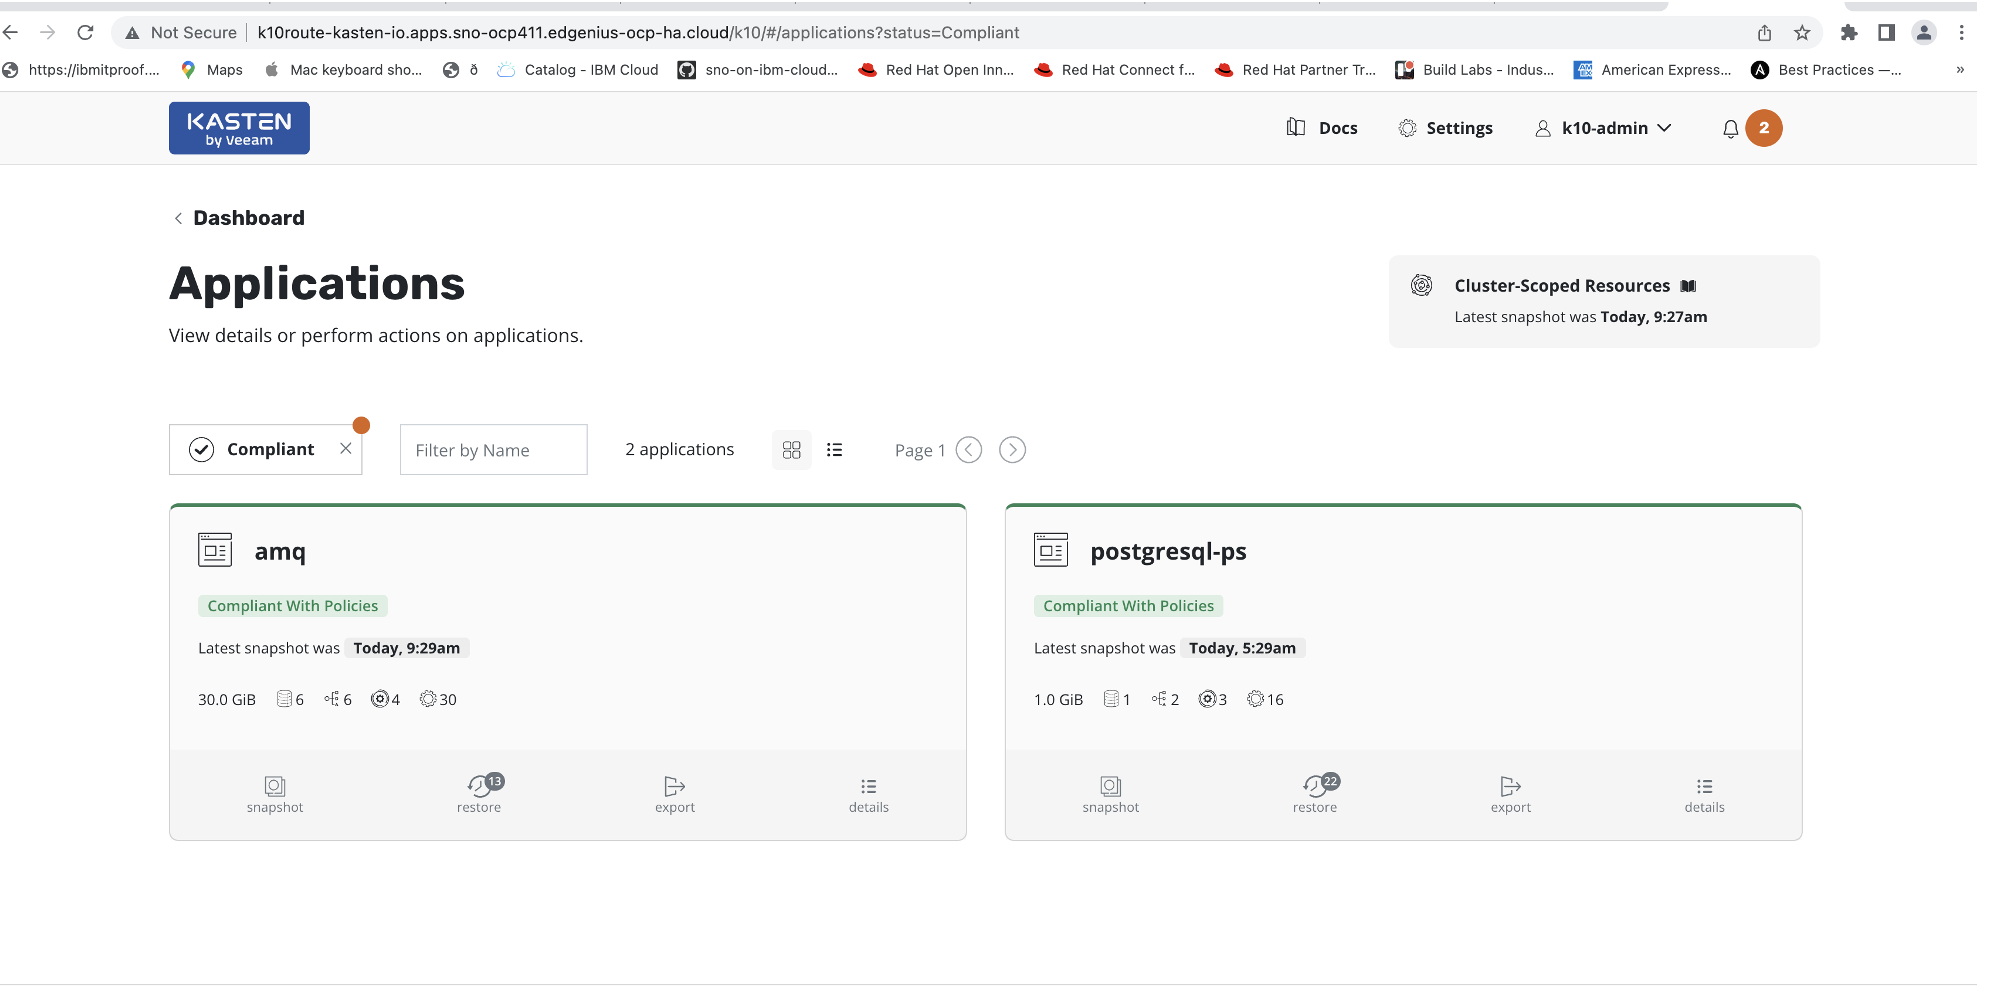 Not Secure k10route-kasten-io.apps.sno-ocp411.edgenius-ocp-ha.cloud/k10/#/applications?status=Compliant
https://ibmitproof.... Maps Mac keyboard sho... ð Catalog - IBM Cloud sno-on-ibm-cloud... Red Hat Open Inn... Red Hat Connect f... Red Hat Partner Tr... Build Labs - Indus... American Express... Best Practices —... »
KASTEN
by Veeam
Docs Settings k10-admin 2
Dashboard
Applications
View details or perform actions on applications.
Cluster-Scoped Resources
Latest snapshot was Today, 9:27am
Compliant Filter by Name 2 applications Page 1
amq
Compliant With Policies
Latest snapshot was Today, 9:29am
30.0 GiB 6 6 4 30
13
snapshot restore export details
postgresql-ps
Compliant With Policies
Latest snapshot was Today, 5:29am
1.0 GiB 1 2 3 16
22
snapshot restore export details